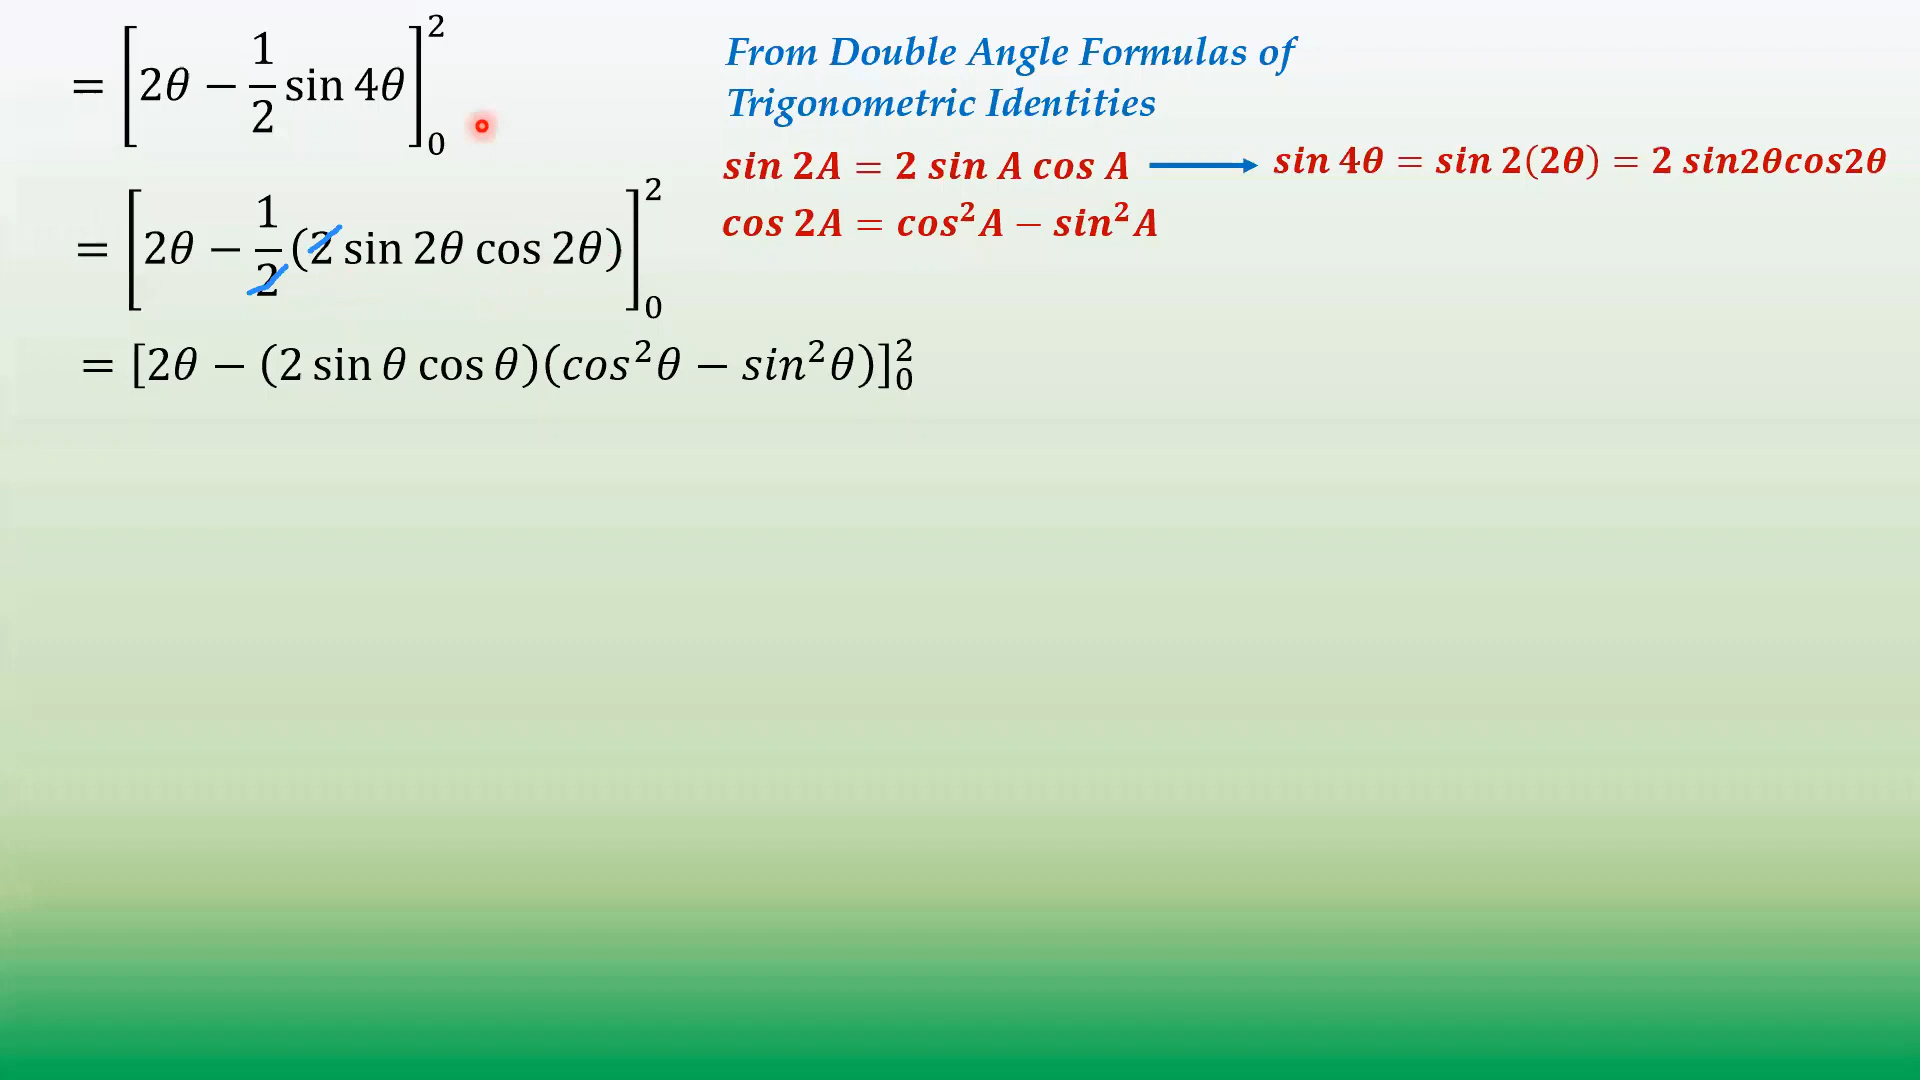 = [2θ − 1/2 sin 4θ]₀²
= [2θ − 1/2 (2 sin 2θ cos 2θ)]₀²
= [2θ − (2 sin θ cos θ)(cos²θ − sin²θ)]₀²
From Double Angle Formulas of
Trigonometric Identities
sin 2A = 2 sin A cos A → sin 4θ = sin 2(2θ) = 2 sin2θcos2θ
cos 2A = cos²A − sin²A